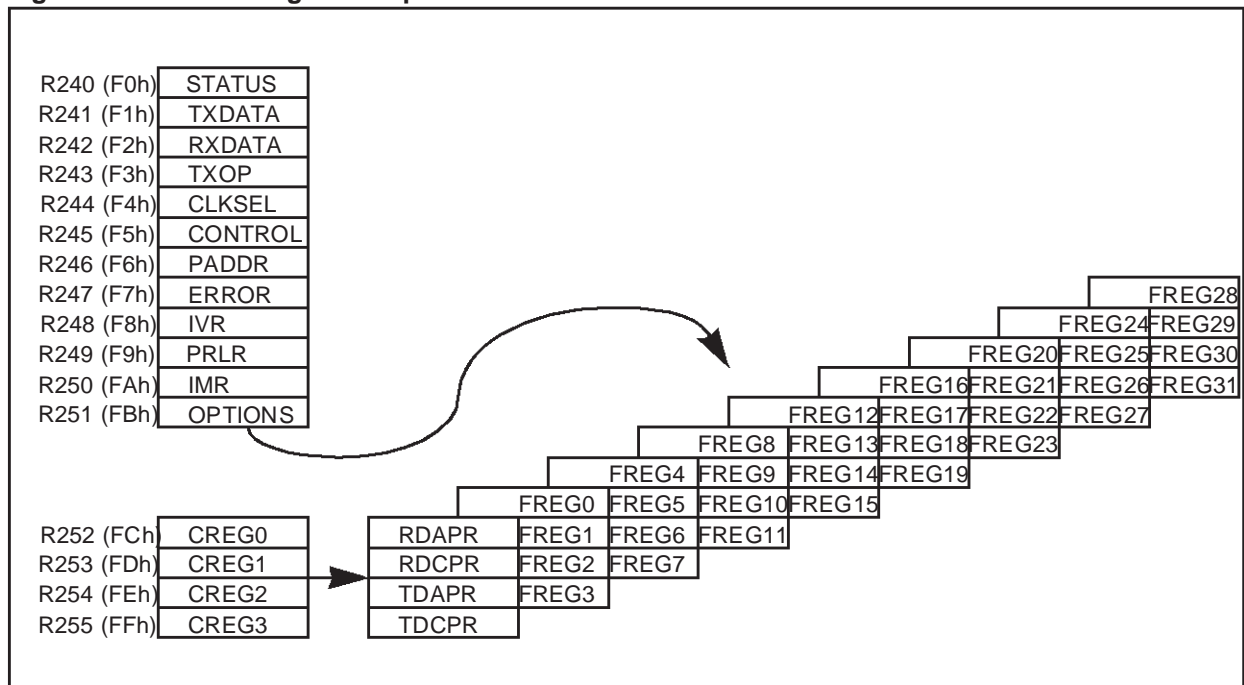 R240 (F0h) STATUS
R241 (F1h) TXDATA
R242 (F2h) RXDATA
R243 (F3h) TXOP
R244 (F4h) CLKSEL
R245 (F5h) CONTROL
R246 (F6h) PADDR
R247 (F7h) ERROR FREG28
R248 (F8h) IVR FREG24 FREG29
R249 (F9h) PRLR FREG20 FREG25 FREG30
R250 (FAh) IMR FREG16 FREG21 FREG26 FREG31
R251 (FBh) OPTIONS FREG12 FREG17 FREG22 FREG27
FREG8 FREG13 FREG18 FREG23
FREG4 FREG9 FREG14 FREG19
FREG0 FREG5 FREG10 FREG15
R252 (FCh) CREG0 RDAPR FREG1 FREG6 FREG11
R253 (FDh) CREG1 RDCPR FREG2 FREG7
R254 (FEh) CREG2 TDAPR FREG3
R255 (FFh) CREG3 TDCPR